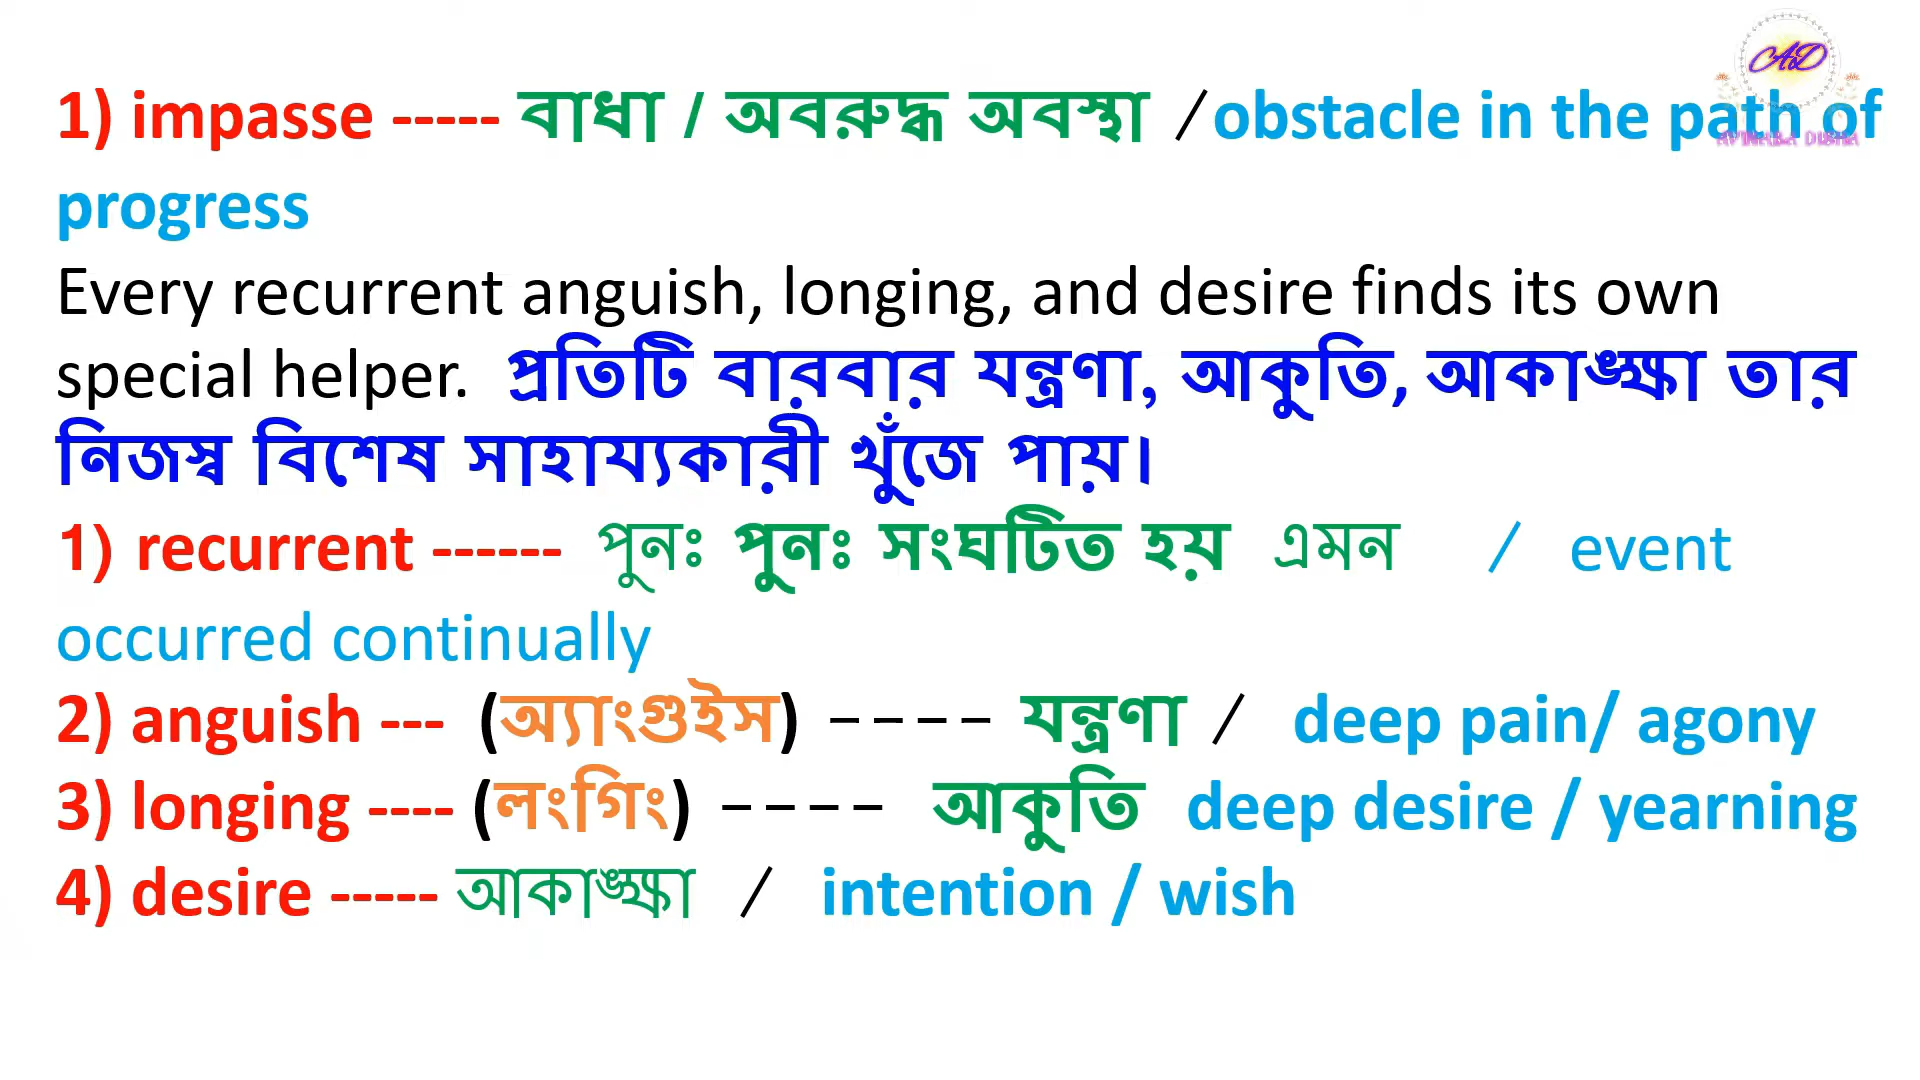 1) impasse ----- বাধা / অবরুদ্ধ অবস্থা / obstacle in the path of
progress
Every recurrent anguish, longing, and desire finds its own
special helper. প্রতিটি বারবার যন্ত্রণা, আকুতি, আকাঙ্ক্ষা তার
নিজস্ব বিশেষ সাহায্যকারী খুঁজে পায়।
1) recurrent ------ পুনঃ পুনঃ সংঘটিত হয় এমন / event
occurred continually
2) anguish --- (অ্যাংগুইস) ---- যন্ত্রণা / deep pain/ agony
3) longing ---- (লংগিং) ---- আকুতি deep desire / yearning
4) desire ----- আকাঙ্ক্ষা / intention / wish
AD